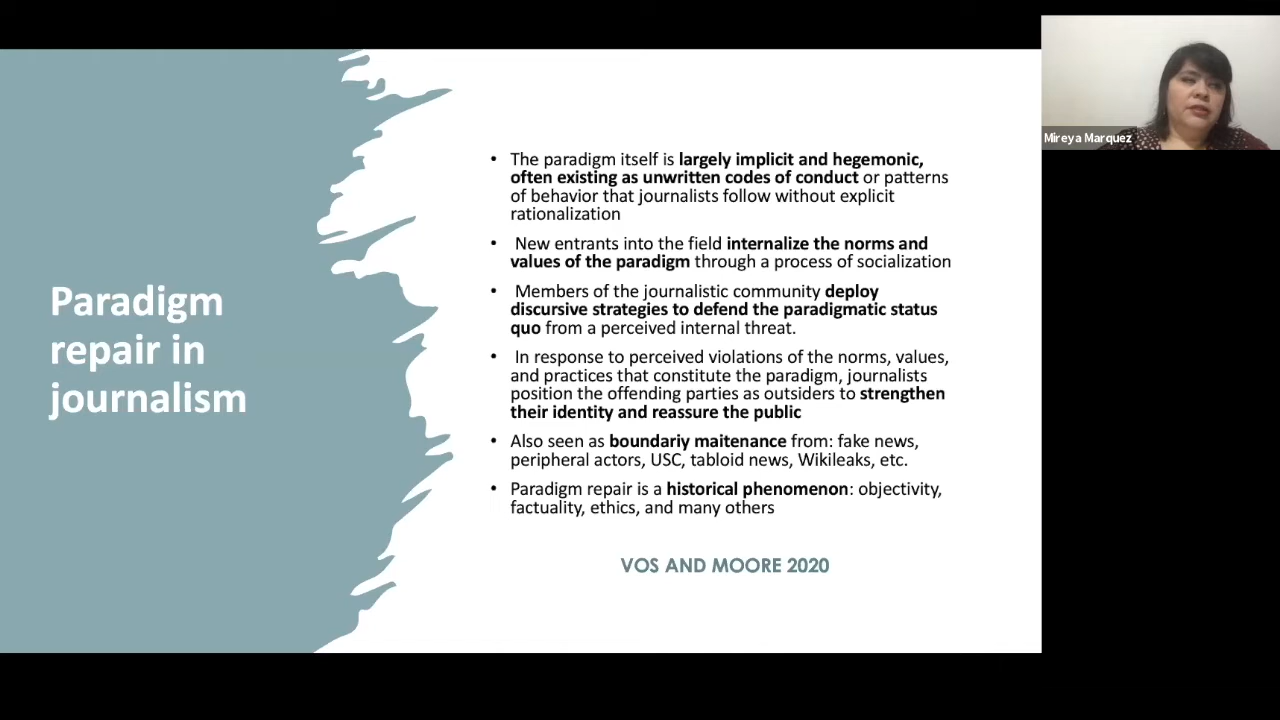 Mireya Marquez
Paradigm
repair in
journalism
• The paradigm itself is largely implicit and hegemonic,
often existing as unwritten codes of conduct or patterns
of behavior that journalists follow without explicit
rationalization
• New entrants into the field internalize the norms and
values of the paradigm through a process of socialization
• Members of the journalistic community deploy
discursive strategies to defend the paradigmatic status
quo from a perceived internal threat.
• In response to perceived violations of the norms, values,
and practices that constitute the paradigm, journalists
position the offending parties as outsiders to strengthen
their identity and reassure the public
• Also seen as boundariy maitenance from: fake news,
peripheral actors, USC, tabloid news, Wikileaks, etc.
• Paradigm repair is a historical phenomenon: objectivity,
factuality, ethics, and many others
VOS AND MOORE 2020